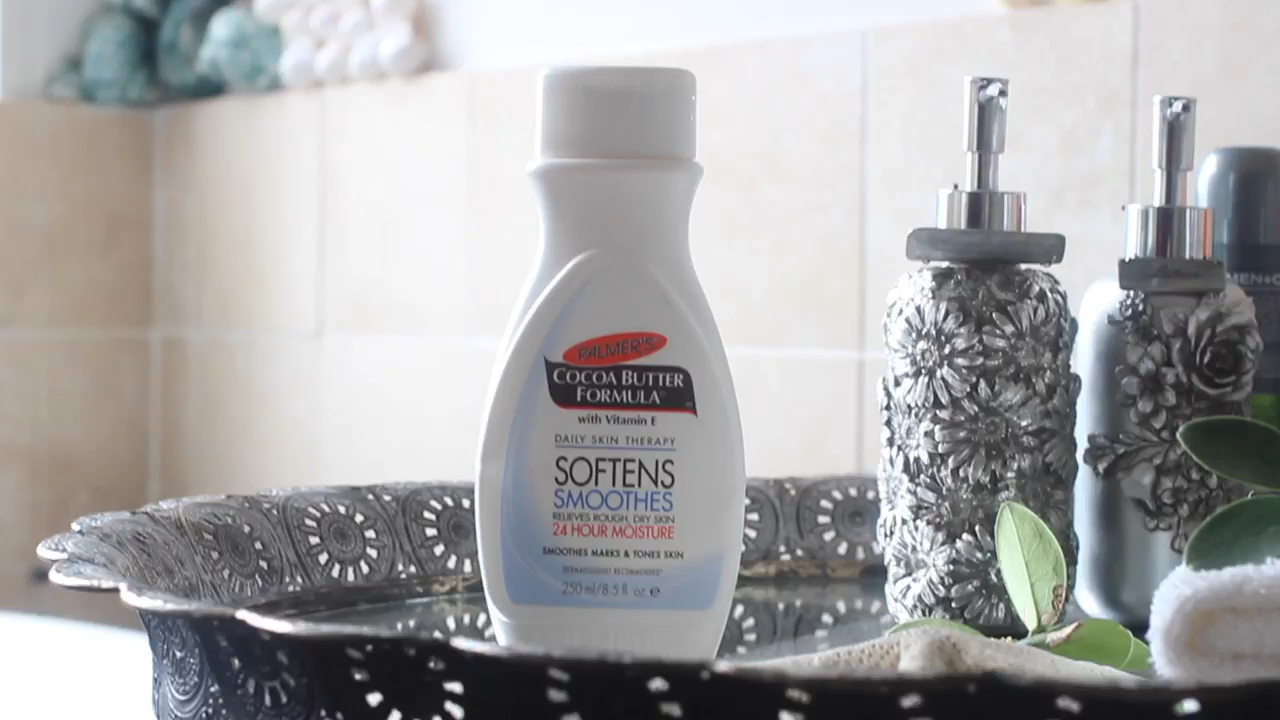 PALMER'S
COCOA BUTTER
FORMULA
with Vitamin E
DAILY SKIN THERAPY
SOFTENS
SMOOTHES
RELIEVES ROUGH, DRY SKIN
24 HOUR MOISTURE
SMOOTHES MARKS & TONES SKIN
DERMATOLOGIST RECOMMENDED*
250 ml/8.5 fl oz e
MEN+C